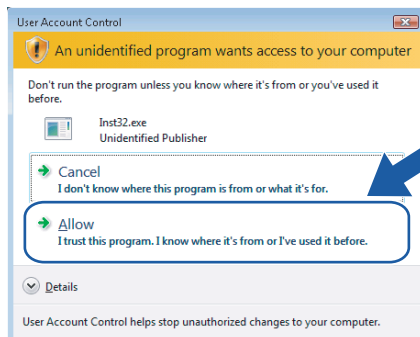 User Account Control
An unidentified program wants access to your computer
Don't run the program unless you know where it's from or you've used it
before.
Inst32.exe
Unidentified Publisher
Cancel
I don't know where this program is from or what it's for.
Allow
I trust this program. I know where it's from or I've used it before.
Details
User Account Control helps stop unauthorized changes to your computer.